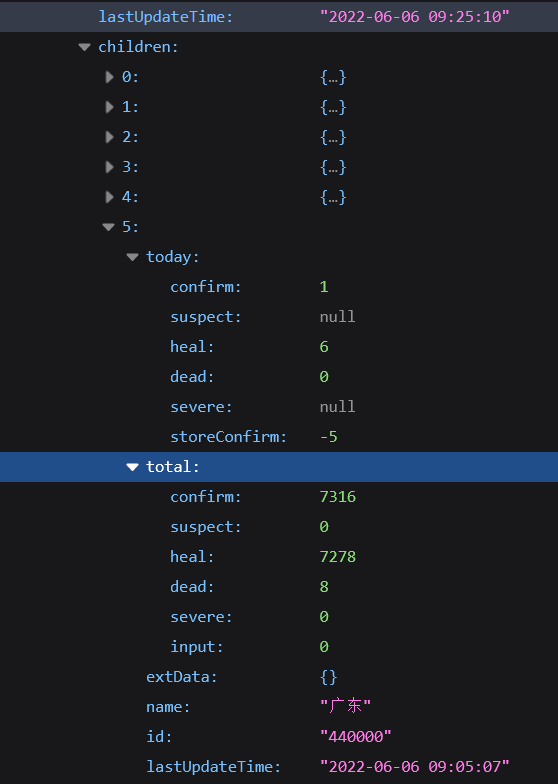 lastUpdateTime: "2022-06-06 09:25:10"
children:
0: {…}
1: {…}
2: {…}
3: {…}
4: {…}
5:
today:
confirm: 1
suspect: null
heal: 6
dead: 0
severe: null
storeConfirm: -5
total:
confirm: 7316
suspect: 0
heal: 7278
dead: 8
severe: 0
input: 0
extData: {}
name: "广东"
id: "440000"
lastUpdateTime: "2022-06-06 09:05:07"